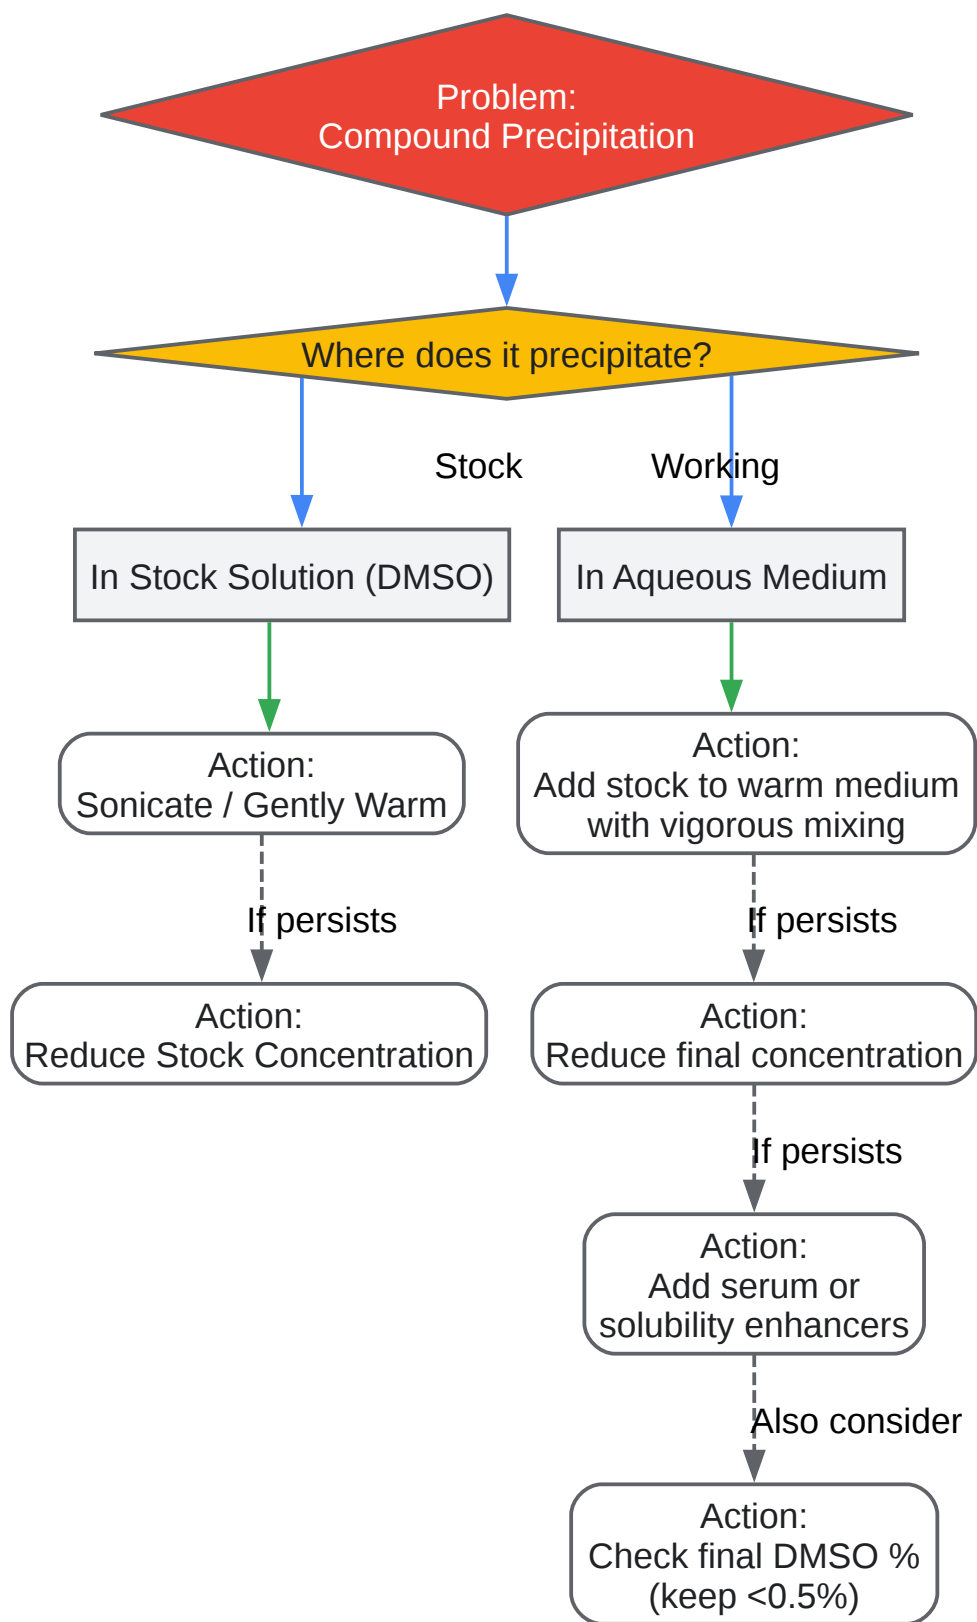 Problem:
Compound Precipitation
Where does it precipitate?
Stock
Working
In Stock Solution (DMSO)
In Aqueous Medium
Action:
Sonicate / Gently Warm
Action:
Add stock to warm medium
with vigorous mixing
If persists
If persists
Action:
Reduce Stock Concentration
Action:
Reduce final concentration
If persists
Action:
Add serum or
solubility enhancers
Also consider
Action:
Check final DMSO %
(keep <0.5%)